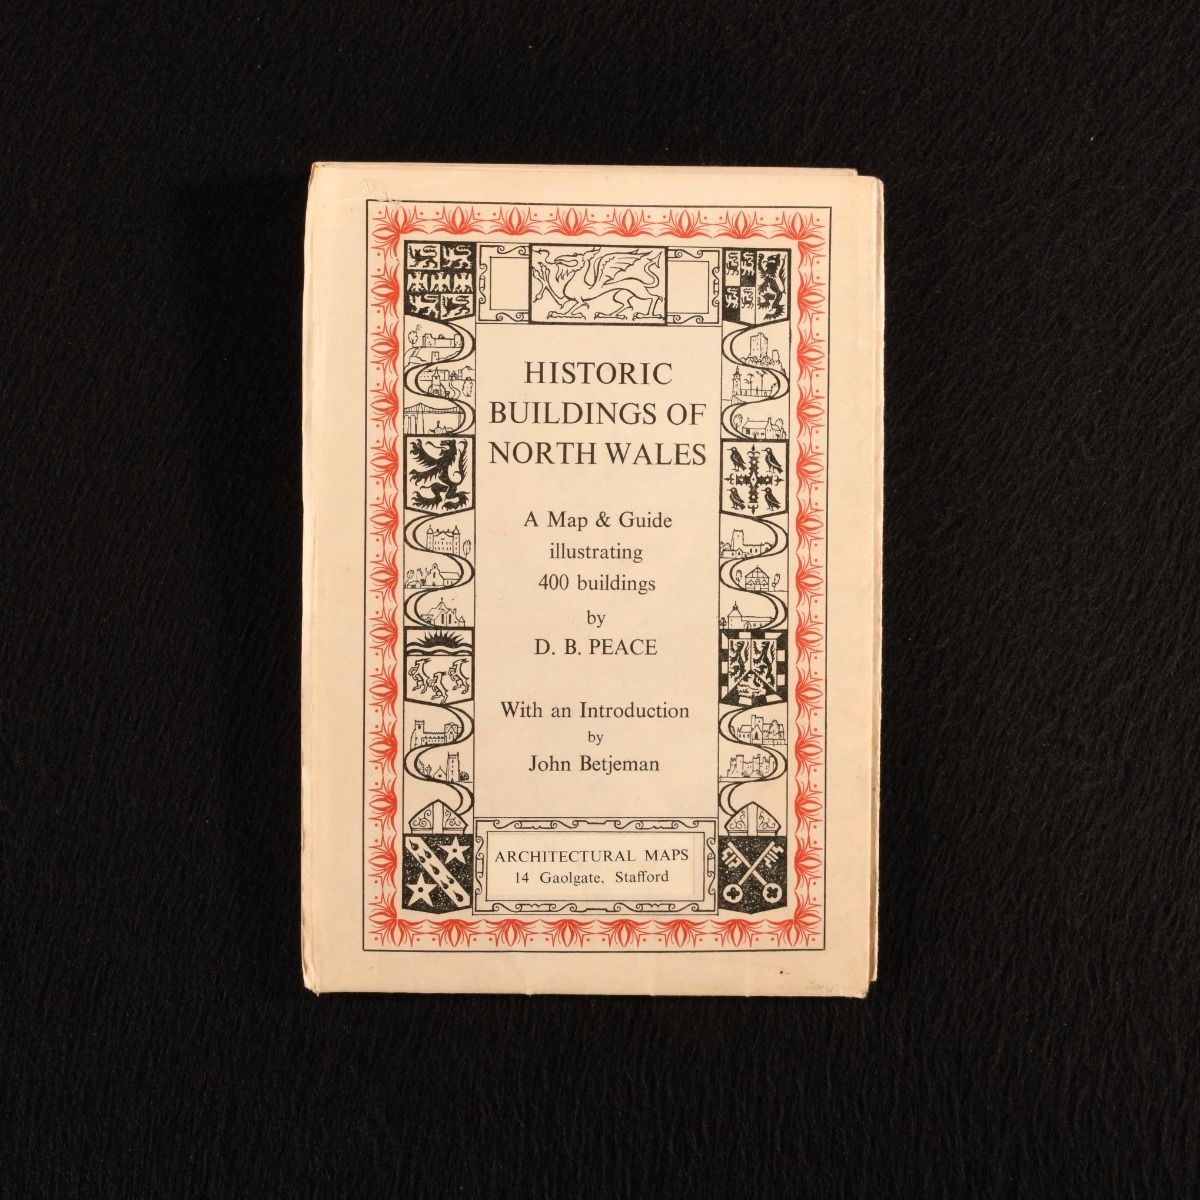 HISTORIC
BUILDINGS OF
NORTH WALES
A Map & Guide
illustrating
400 buildings
by
D. B. PEACE
With an Introduction
by
John Betjeman
ARCHITECTURAL MAPS
14 Gaolgate, Stafford